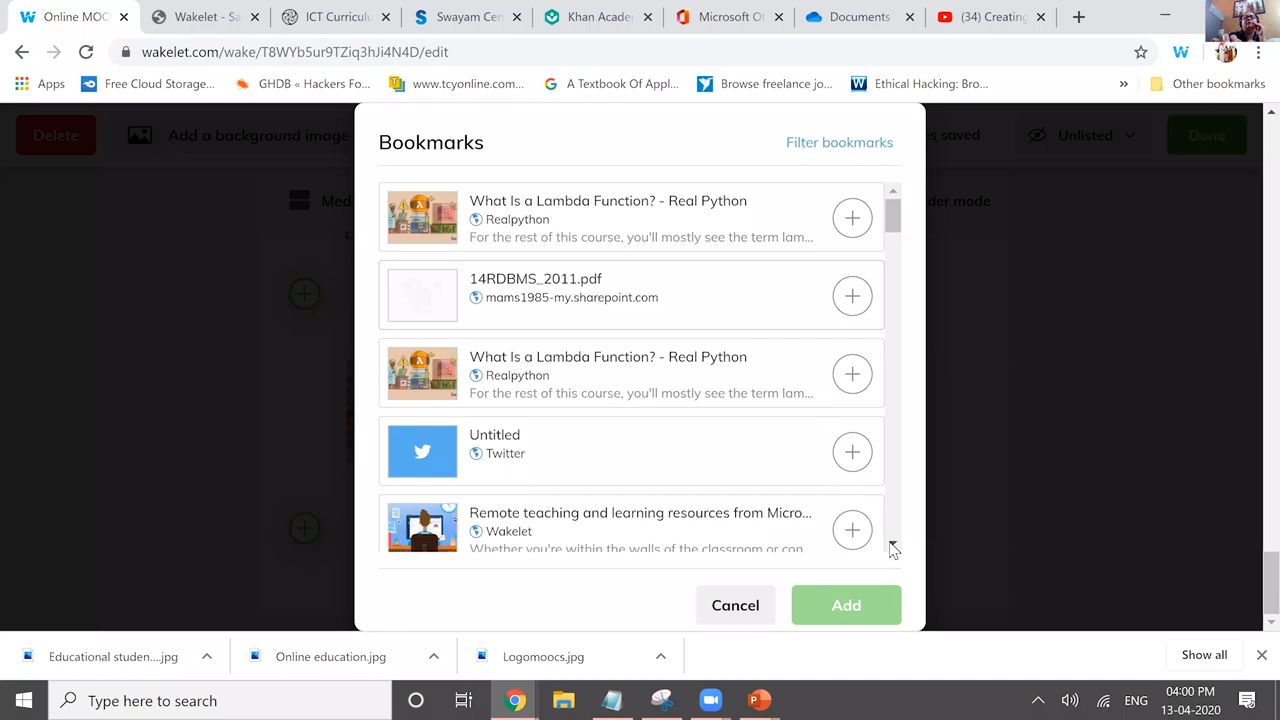 Online MOO
Wakelet - Sa
ICT Curriculu
Swayam Cen
Khan Acader
Microsoft Of
Documents
(34) Creating
wakelet.com/wake/T8WYb5ur9TZiq3hJi4N4D/edit
Apps
Free Cloud Storage...
GHDB « Hackers Fo...
www.tcyonline.com...
A Textbook Of Appl...
Browse freelance jo...
Ethical Hacking: Bro...
»
Other bookmarks
Delete
Add a background image
es saved
Unlisted
Done
Med
der mode
Bookmarks
Filter bookmarks
What Is a Lambda Function? - Real Python
Realpython
For the rest of this course, you'll mostly see the term lam...
14RDBMS_2011.pdf
mams1985-my.sharepoint.com
What Is a Lambda Function? - Real Python
Realpython
For the rest of this course, you'll mostly see the term lam...
Untitled
Twitter
Remote teaching and learning resources from Micro...
Wakelet
Whether you're within the walls of the classroom or con
Cancel
Add
Educational studen....jpg
Online education.jpg
Logomoocs.jpg
Show all
Type here to search
ENG
04:00 PM
13-04-2020